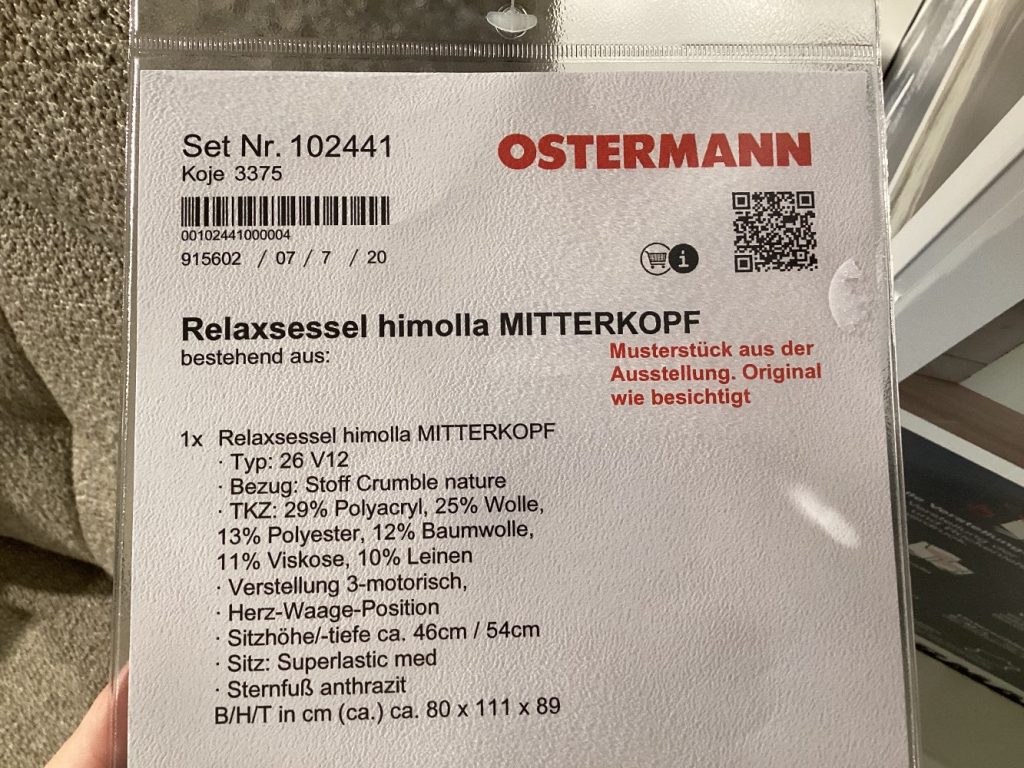 Set Nr. 102441
OSTERMANN
Koje 3375
00102441000004
915602 / 07 / 7 / 20
i
Relaxsessel himolla MITTERKOPF
bestehend aus:
Musterstück aus der
Ausstellung. Original
wie besichtigt
1x Relaxsessel himolla MITTERKOPF
· Typ: 26 V12
· Bezug: Stoff Crumble nature
· TKZ: 29% Polyacryl, 25% Wolle,
13% Polyester, 12% Baumwolle,
11% Viskose, 10% Leinen
· Verstellung 3-motorisch,
· Herz-Waage-Position
· Sitzhöhe/-tiefe ca. 46cm / 54cm
· Sitz: Superlastic med
· Sternfuß anthrazit
B/H/T in cm (ca.) ca. 80 x 111 x 89